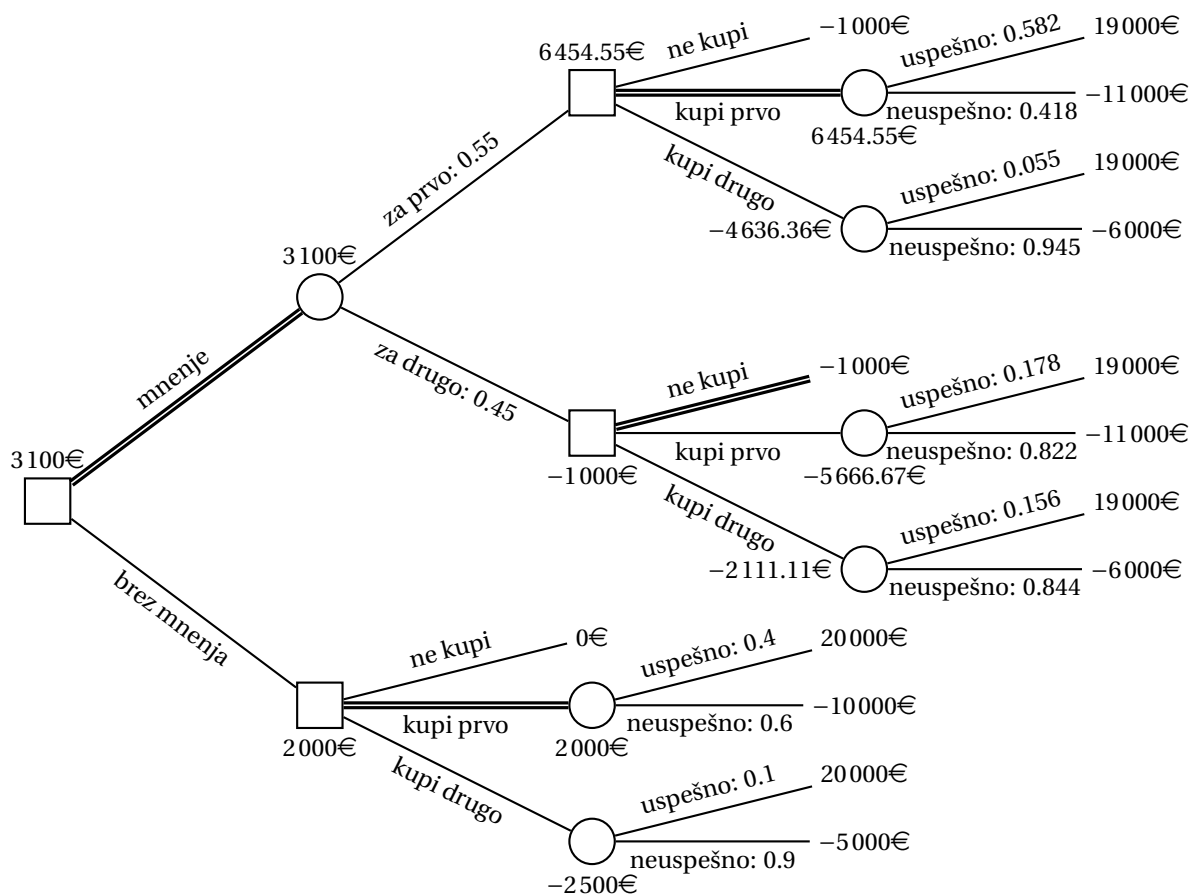 ne kupi
−1000€
uspešno: 0.582
19000€
6454.55€
kupi prvo
neuspešno: 0.418
−11000€
6454.55€
kupi drugo
uspešno: 0.055
19000€
−4636.36€
neuspešno: 0.945
−6000€
za prvo: 0.55
3100€
mnenje
za drugo: 0.45
ne kupi
−1000€
uspešno: 0.178
19000€
kupi prvo
neuspešno: 0.822
−11000€
−1000€
−5666.67€
kupi drugo
uspešno: 0.156
19000€
−2111.11€
neuspešno: 0.844
−6000€
3100€
brez mnenja
ne kupi
0€
uspešno: 0.4
20000€
kupi prvo
neuspešno: 0.6
−10000€
2000€
2000€
kupi drugo
uspešno: 0.1
20000€
neuspešno: 0.9
−5000€
−2500€